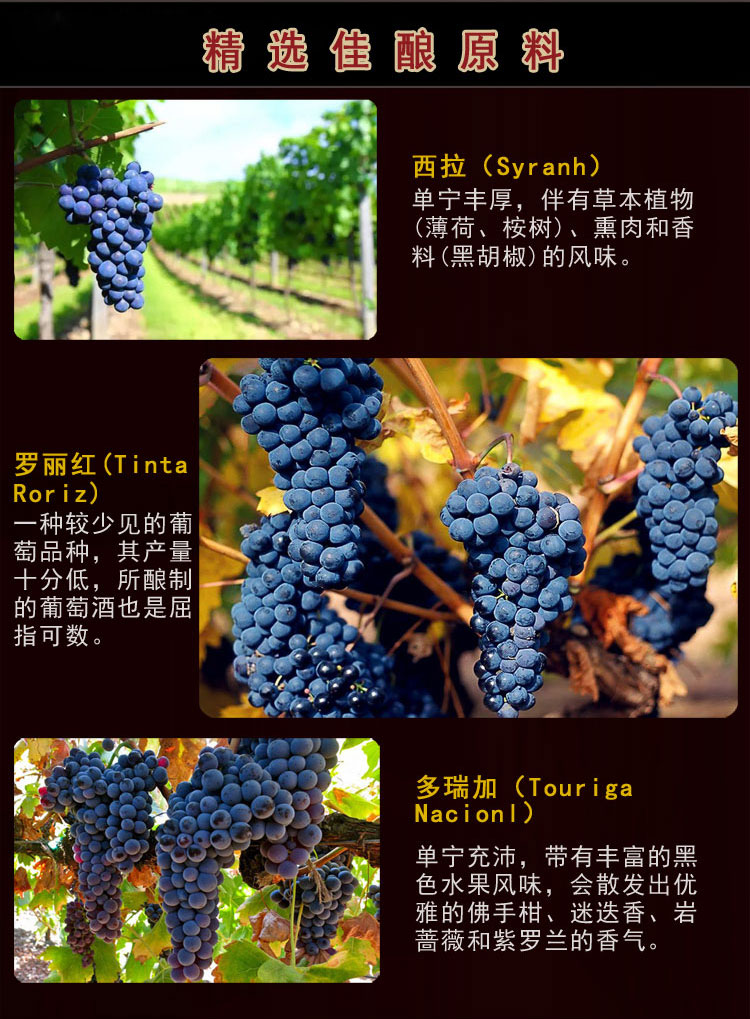 精选佳酿原料
西拉（Syranh）
单宁丰厚，伴有草本植物
(薄荷、桉树)、熏肉和香
料(黑胡椒)的风味。
罗丽红(Tinta
Roriz)
一种较少见的葡
萄品种，其产量
十分低，所酿制
的葡萄酒也是屈
指可数。
多瑞加（Touriga
Nacionl）
单宁充沛，带有丰富的黑
色水果风味，会散发出优
雅的佛手柑、迷迭香、岩
蔷薇和紫罗兰的香气。